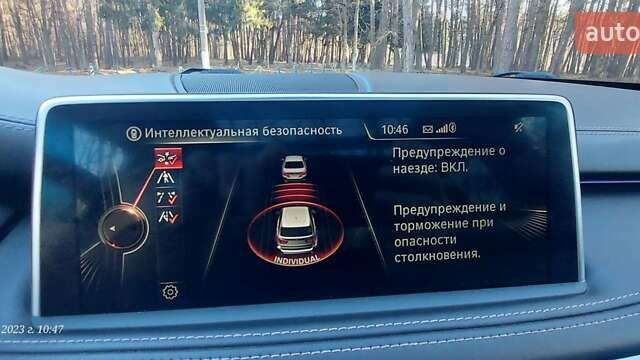 auto
Интеллектуальная безопасность
10:46
Предупреждение о
наезде: ВКЛ.
Предупреждение и
торможение при
опасности
столкновения.
INDIVIDUAL
2023 г. 10:47